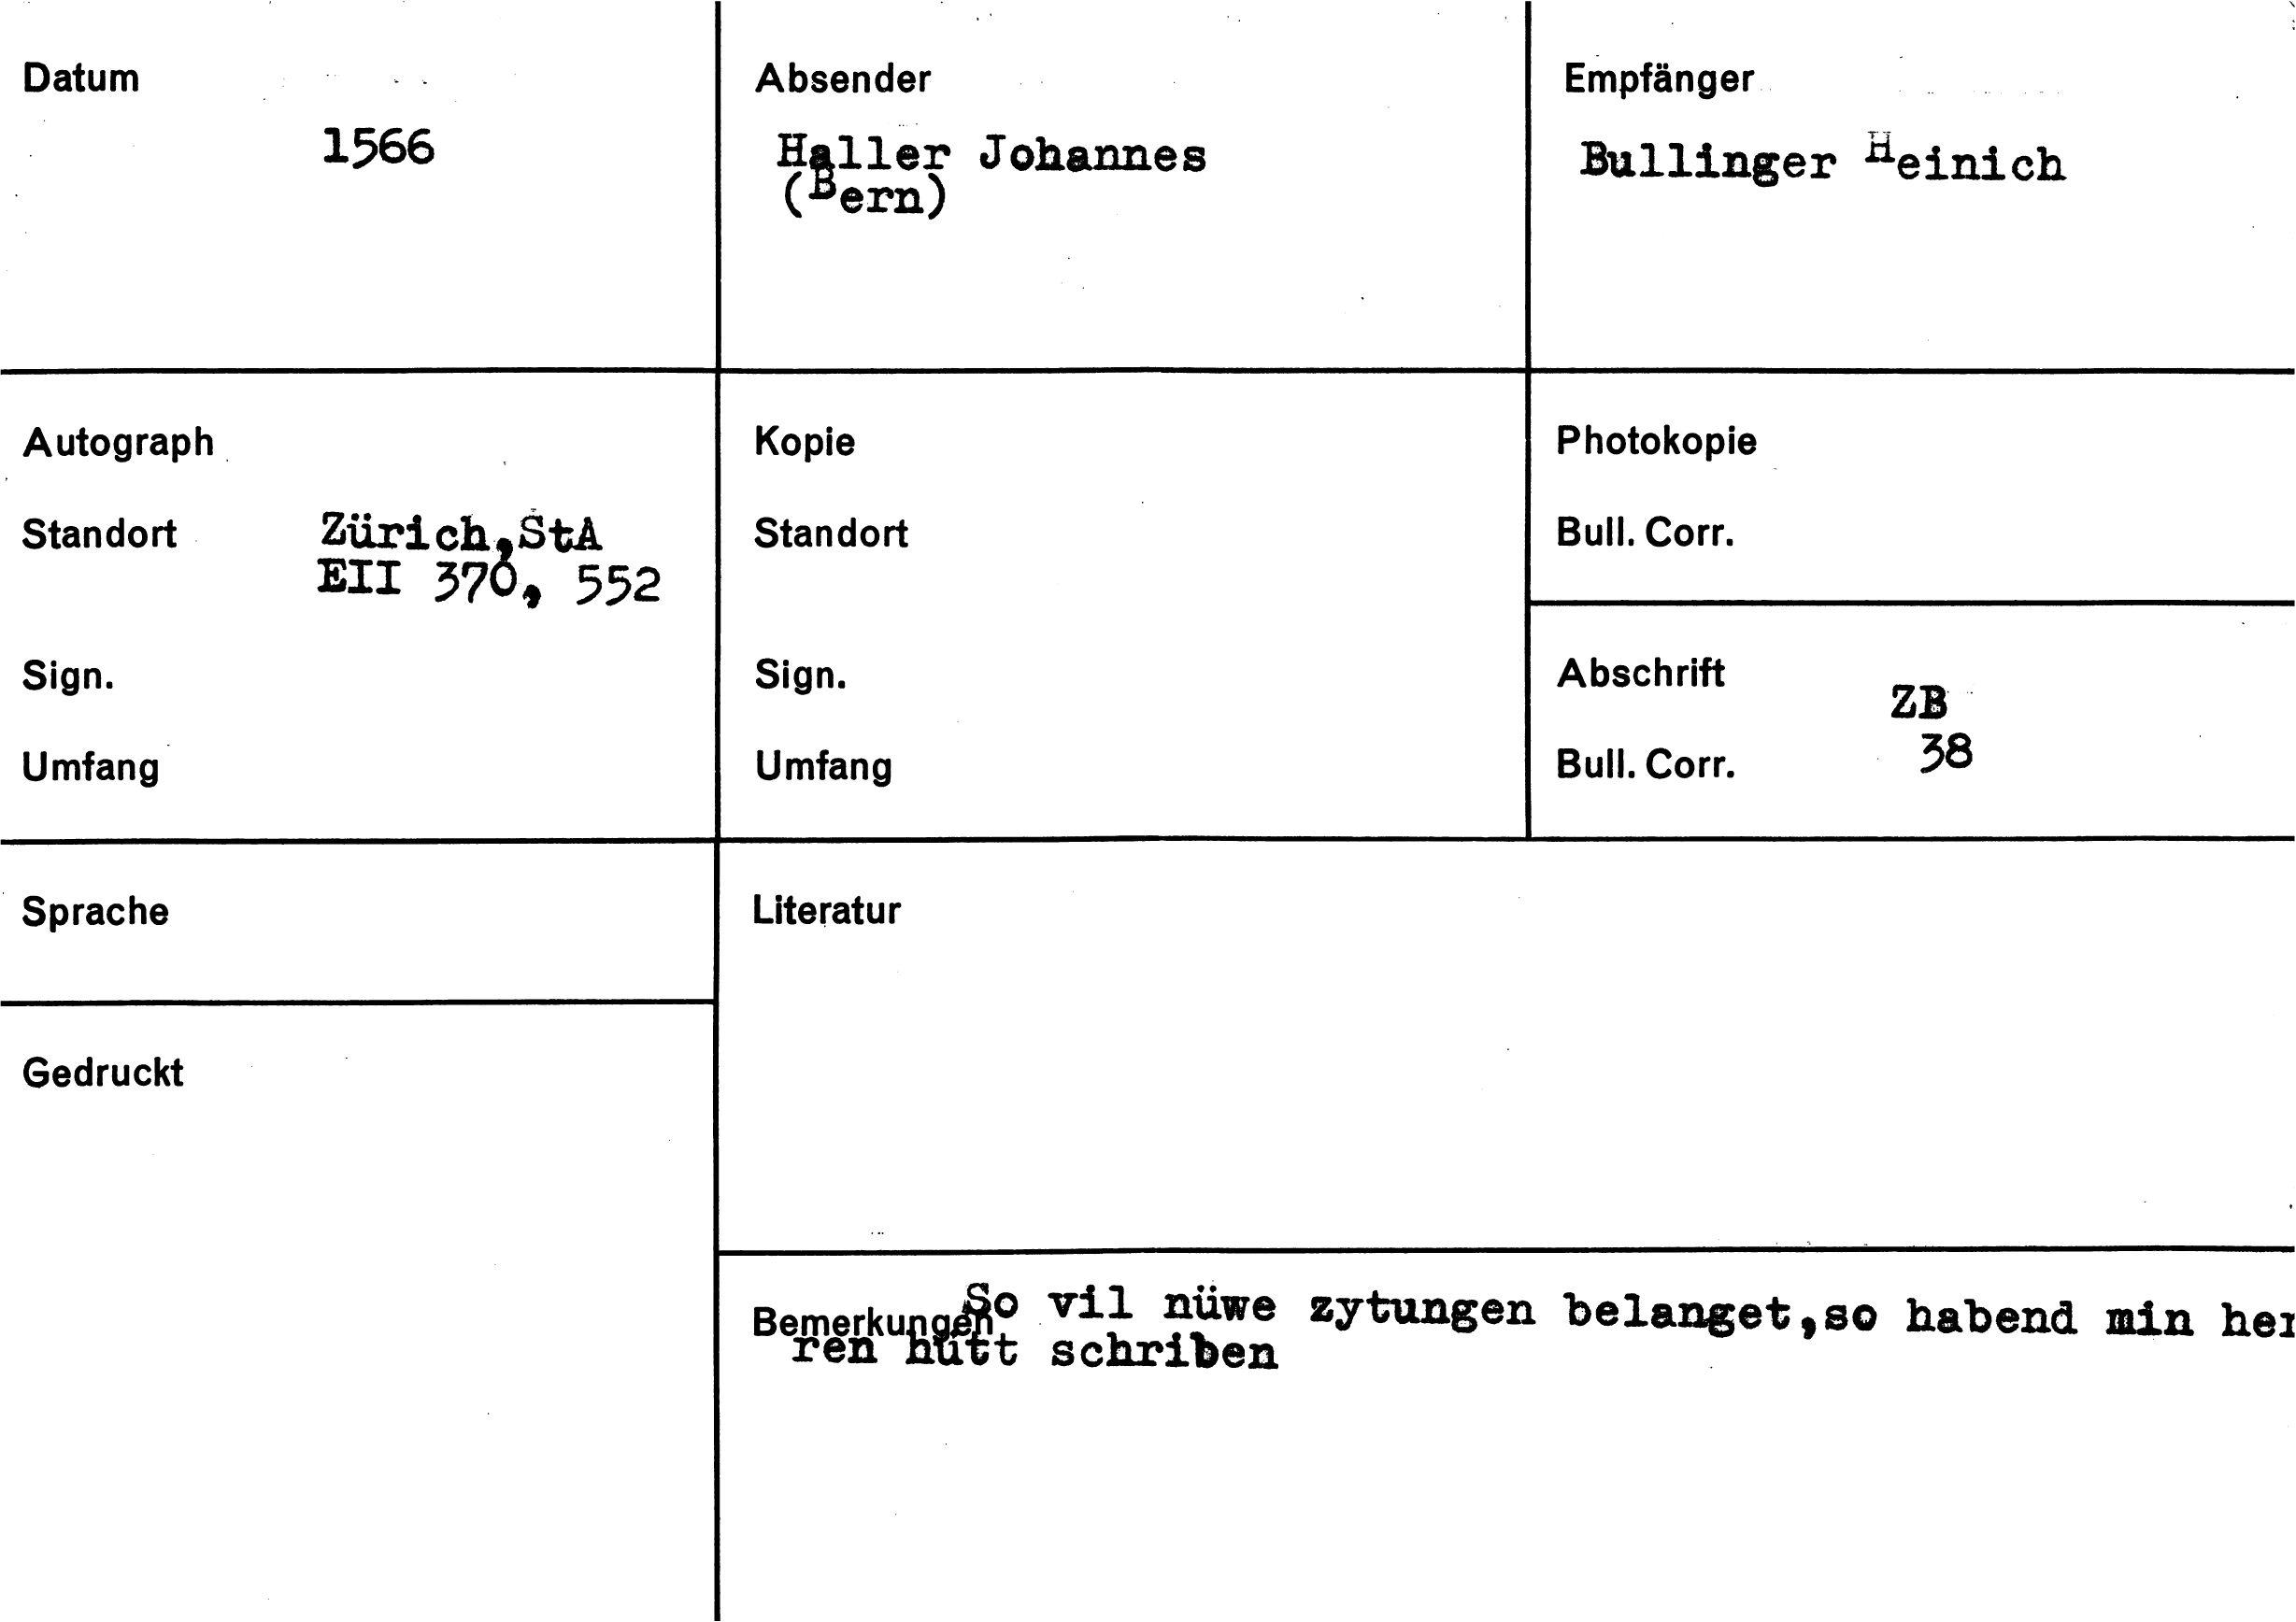 Datum
1566
Absender
Haller Johannes
(Bern)
Empfänger
Bullinger Heinich
Autograph
Standort Zürich,StA
EII 370, 552
Sign.
Umfang
Kopie
Standort
Sign.
Umfang
Photokopie
Bull. Corr.
Abschrift ZB
Bull. Corr. 38
Sprache
Literatur
Gedruckt
Bemerkungen So vil nüwe zytungen belanget,so habend min her
ren hütt schriben